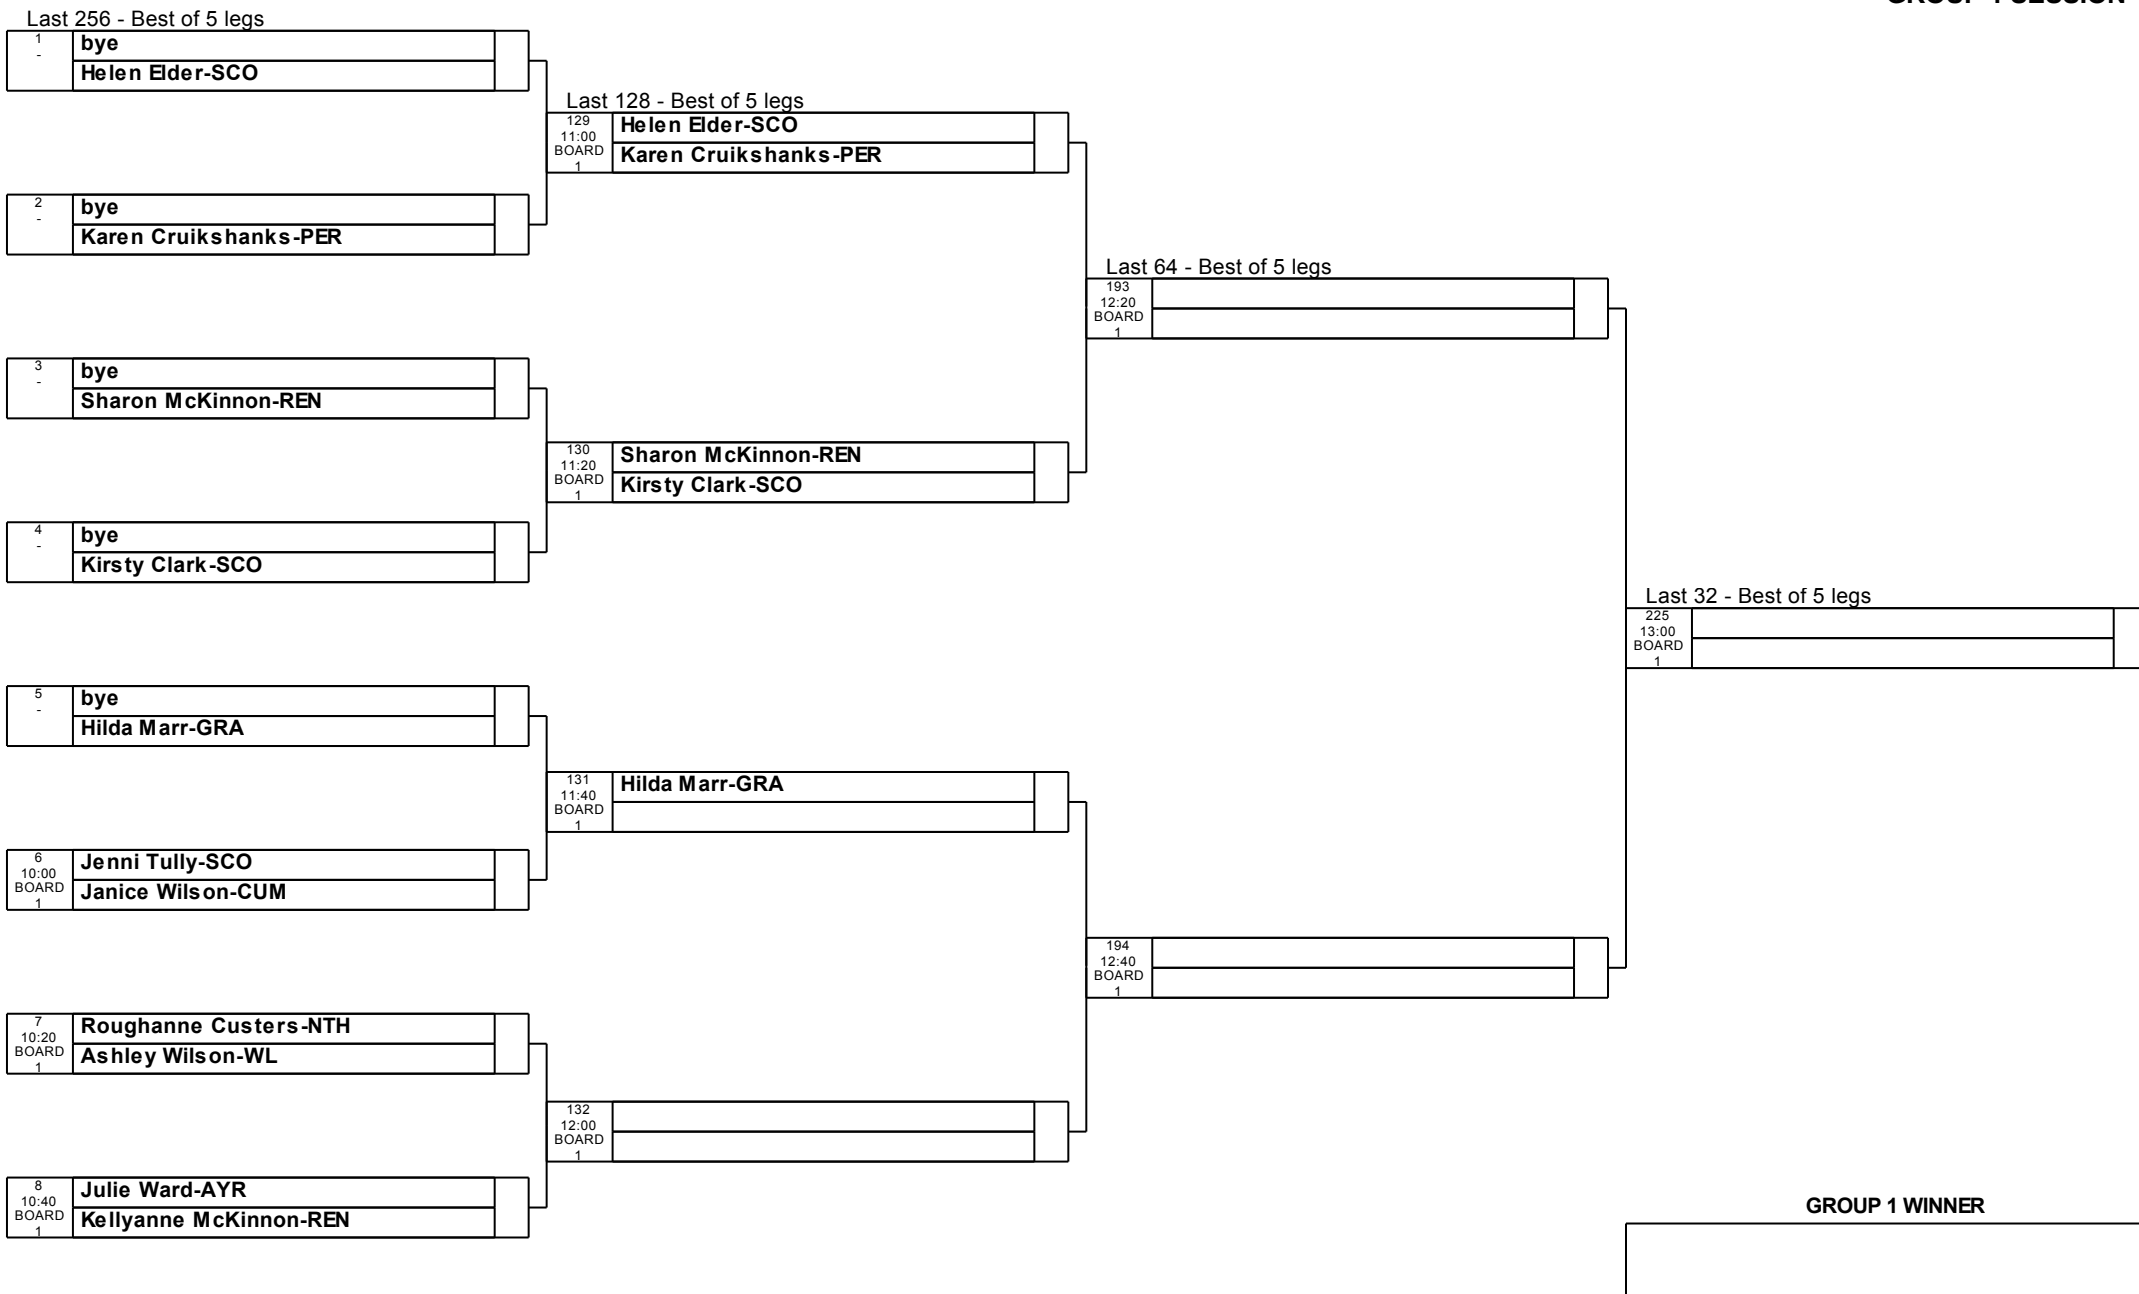 Last 256 - Best of 5 legs
1
-
bye
Helen Elder-SCO
2
-
bye
Karen Cruikshanks-PER
3
-
bye
Sharon McKinnon-REN
4
-
bye
Kirsty Clark-SCO
5
-
bye
Hilda Marr-GRA
6
10:00
BOARD
1
Jenni Tully-SCO
Janice Wilson-CUM
7
10:20
BOARD
1
Roughanne Custers-NTH
Ashley Wilson-WL
8
10:40
BOARD
1
Julie Ward-AYR
Kellyanne McKinnon-REN
Last 128 - Best of 5 legs
129
11:00
BOARD
1
Helen Elder-SCO
Karen Cruikshanks-PER
130
11:20
BOARD
1
Sharon McKinnon-REN
Kirsty Clark-SCO
131
11:40
BOARD
1
Hilda Marr-GRA
132
12:00
BOARD
1
Last 64 - Best of 5 legs
193
12:20
BOARD
1
194
12:40
BOARD
1
Last 32 - Best of 5 legs
225
13:00
BOARD
1
GROUP 1 WINNER